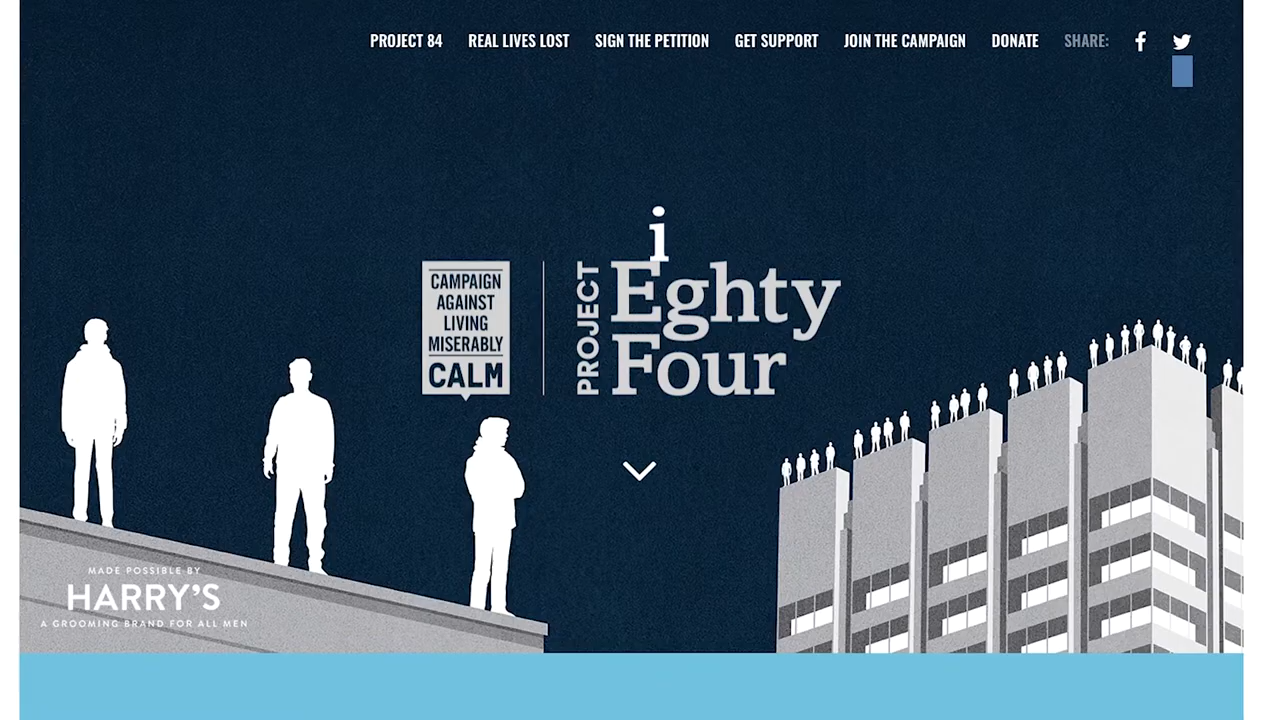 PROJECT 84 REAL LIVES LOST SIGN THE PETITION GET SUPPORT JOIN THE CAMPAIGN DONATE SHARE:
CAMPAIGN
AGAINST
LIVING
MISERABLY
CALM
PROJECT
i
Eghty
Four
MADE POSSIBLE BY
HARRY'S
A GROOMING BRAND FOR ALL MEN